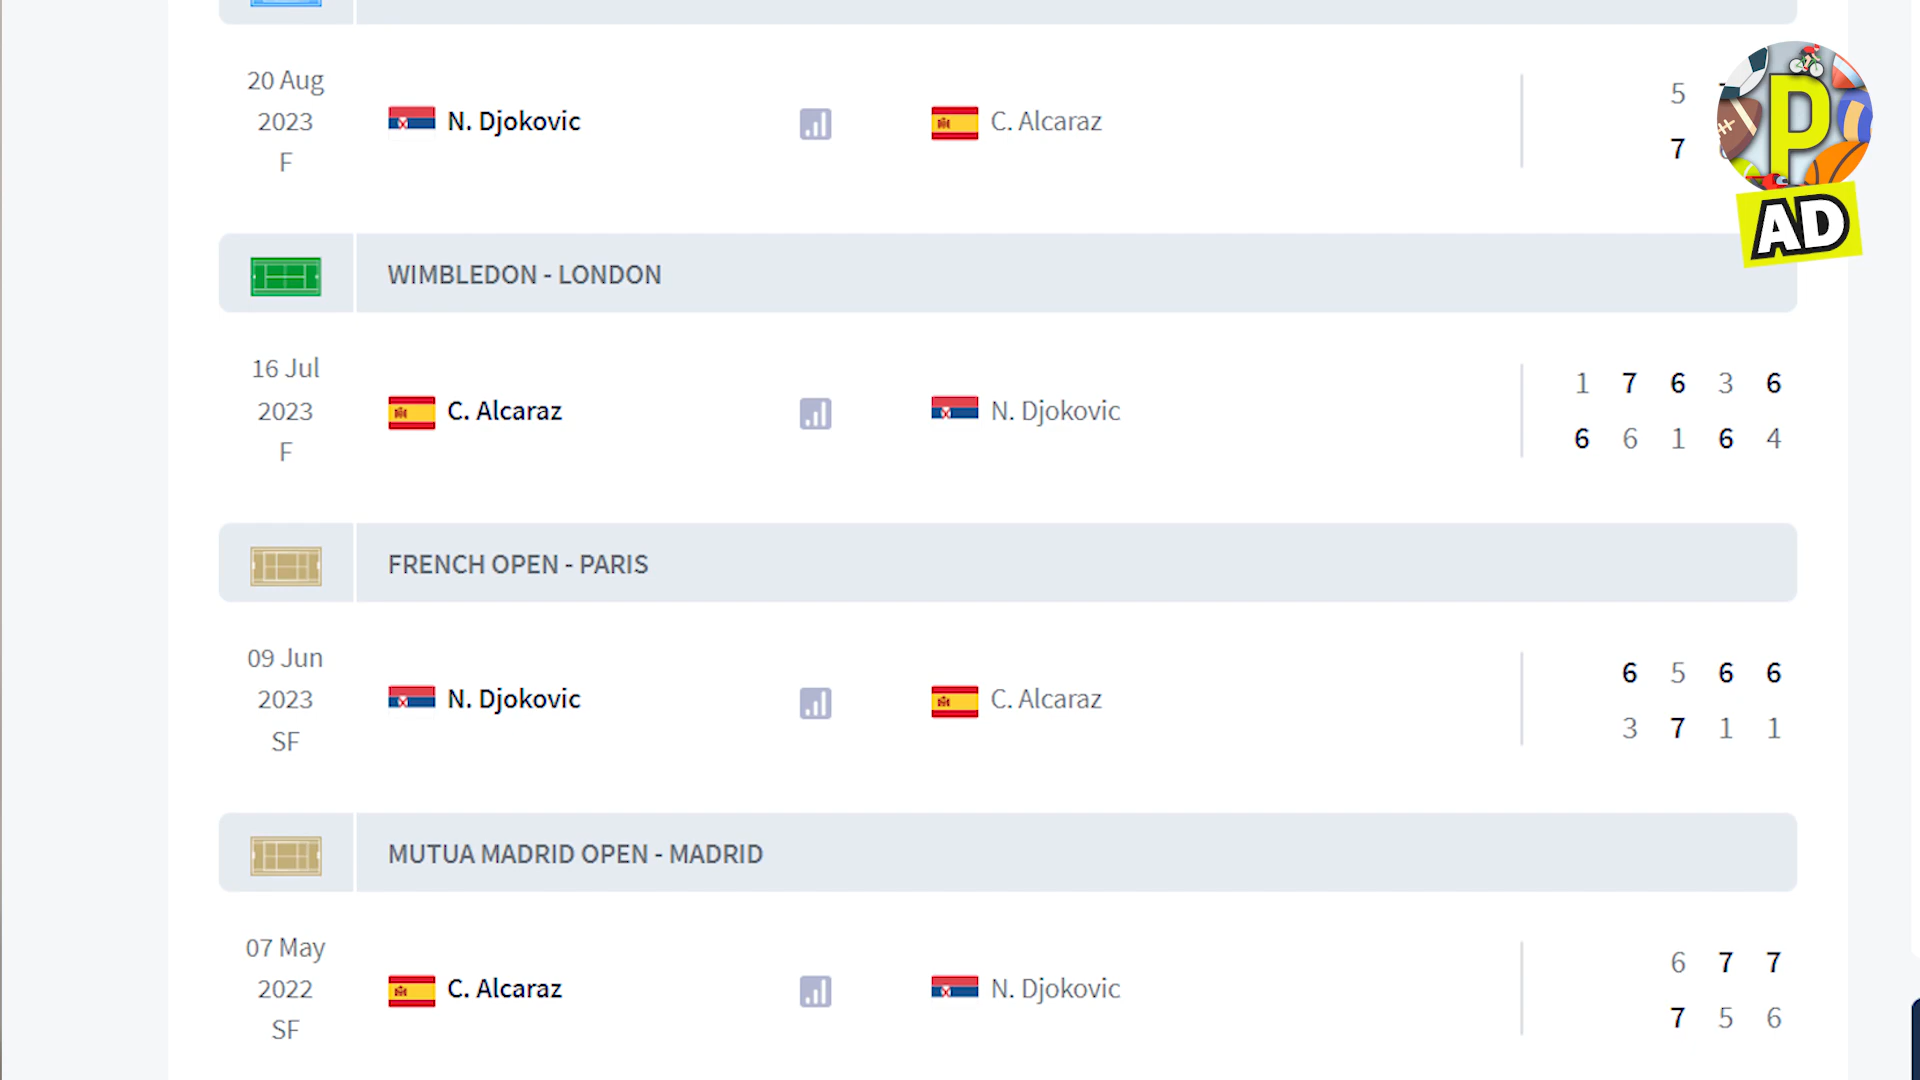 20 Aug
2023
F
N. Djokovic
C. Alcaraz
5
7
P
AD
WIMBLEDON - LONDON
16 Jul
2023
F
C. Alcaraz
N. Djokovic
1 7 6 3 6
6 6 1 6 4
FRENCH OPEN - PARIS
09 Jun
2023
SF
N. Djokovic
C. Alcaraz
6 5 6 6
3 7 1 1
MUTUA MADRID OPEN - MADRID
07 May
2022
SF
C. Alcaraz
N. Djokovic
6 7 7
7 5 6